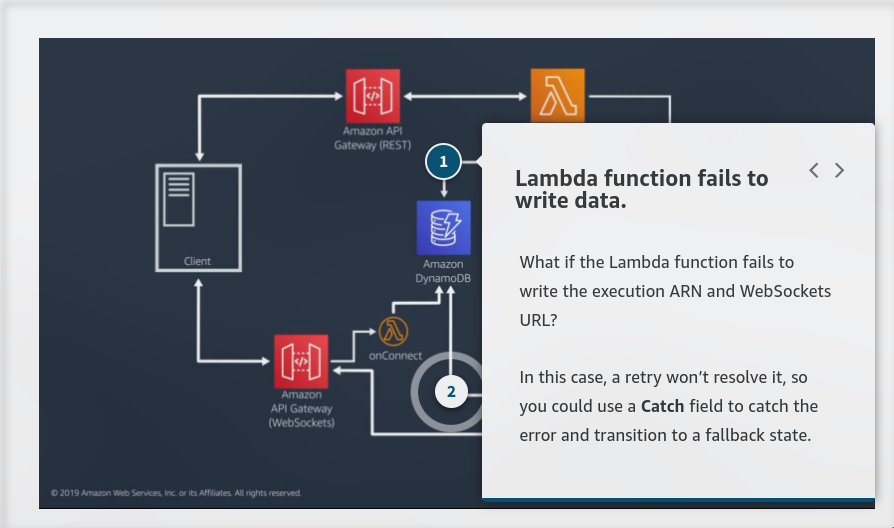 Amazon API
Gateway (REST)
1
Client
Amazon
DynamoDB
onConnect
Amazon
API Gateway
(WebSockets)
2
Lambda function fails to
write data.
What if the Lambda function fails to
write the execution ARN and WebSockets
URL?
In this case, a retry won’t resolve it, so
you could use a Catch field to catch the
error and transition to a fallback state.
© 2019 Amazon Web Services, Inc. or its Affiliates. All rights reserved.